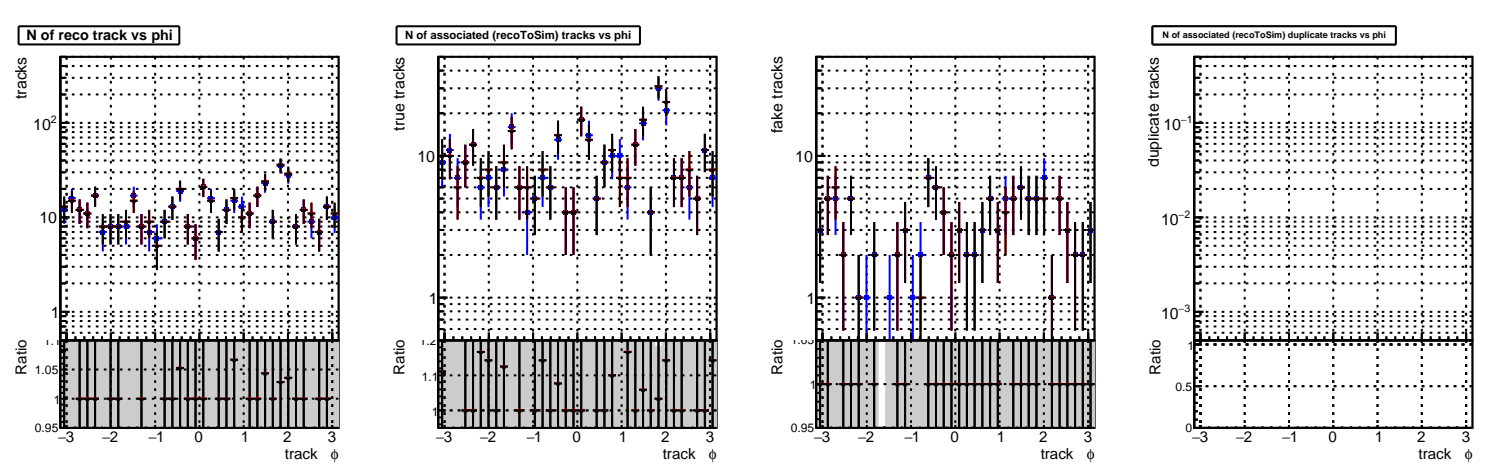 N of reco track vs phi
tracks
10²
10
1
Ratio
1.05
1
0.95
−3 −2 −1 0 1 2 3
track ϕ
N of associated (recoToSim) tracks vs phi
true tracks
10
1
Ratio
1.2
1.1
1
−3 −2 −1 0 1 2 3
track ϕ
fake tracks
10
1
Ratio
1.05
1
0.95
−3 −2 −1 0 1 2 3
track ϕ
N of associated (recoToSim) duplicate tracks vs phi
duplicate tracks
10⁻¹
10⁻²
10⁻³
Ratio
1
0.5
0
−3 −2 −1 0 1 2 3
track ϕ